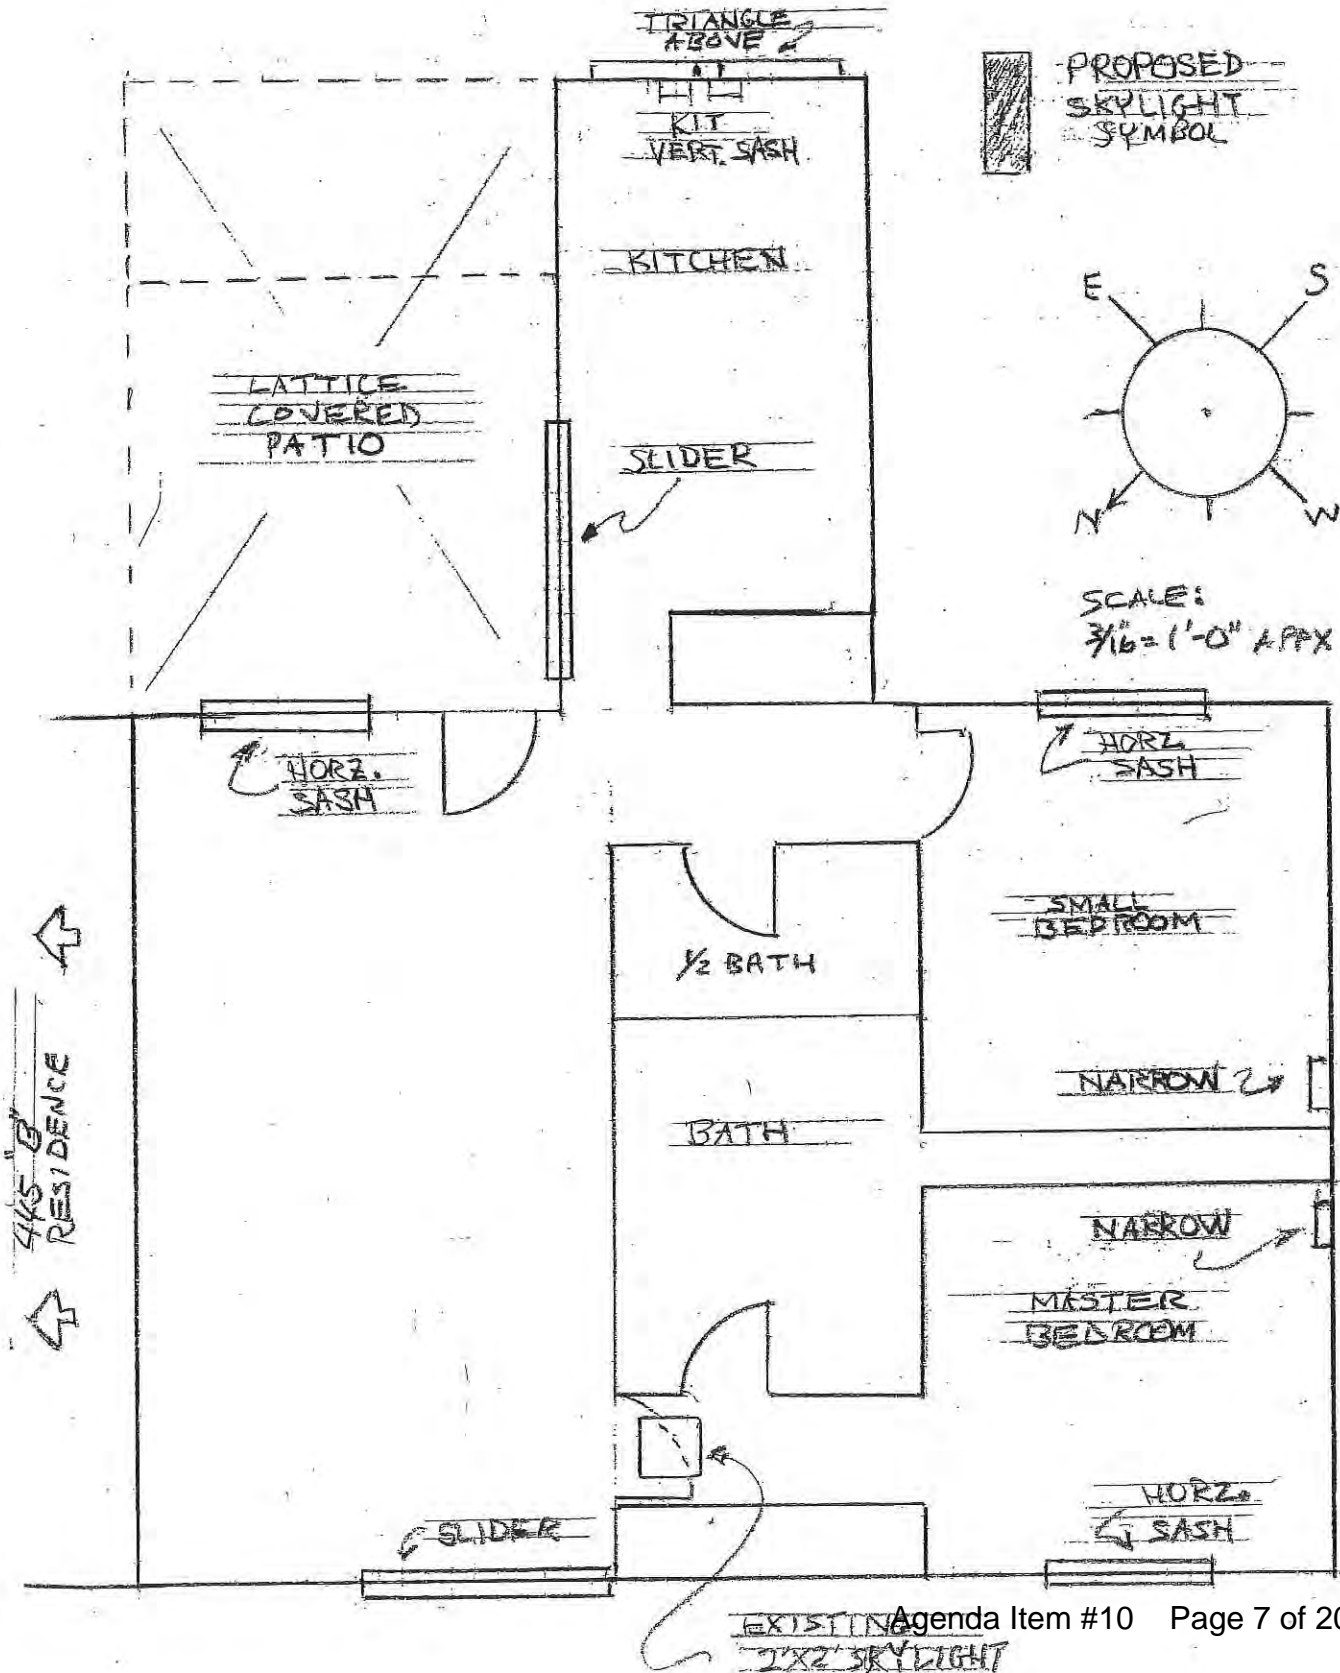 TRIANGLE
ABOVE
PROPOSED
SKYLIGHT
SYMBOL
KIT
VERT. SASH
KITCHEN
E
S
N
W
LATTICE
COVERED
PATIO
SLIDER
SCALE:
3/16" = 1'-0" APPX
HORZ.
SASH
HORZ.
SASH
SMALL
BEDROOM
1/2 BATH
445 "B"
RESIDENCE
NARROW
BATH
NARROW
MASTER
BEDROOM
SLIDER
HORZ.
SASH
EXISTING
2'X2' SKYLIGHT
Agenda Item #10 Page 7 of 20